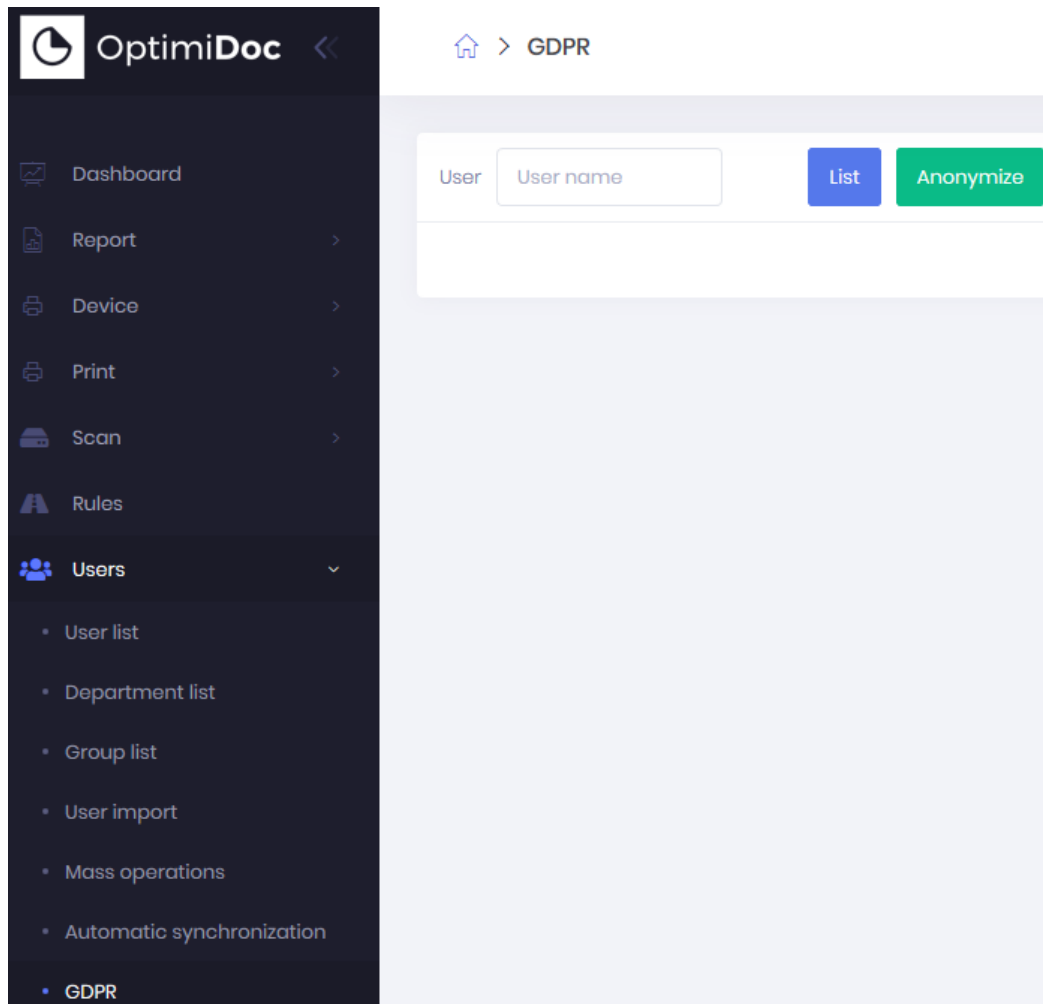 OptimiDoc
GDPR
Dashboard
Report
Device
Print
Scan
Rules
Users
User list
Department list
Group list
User import
Mass operations
Automatic synchronization
GDPR
User User name List Anonymize